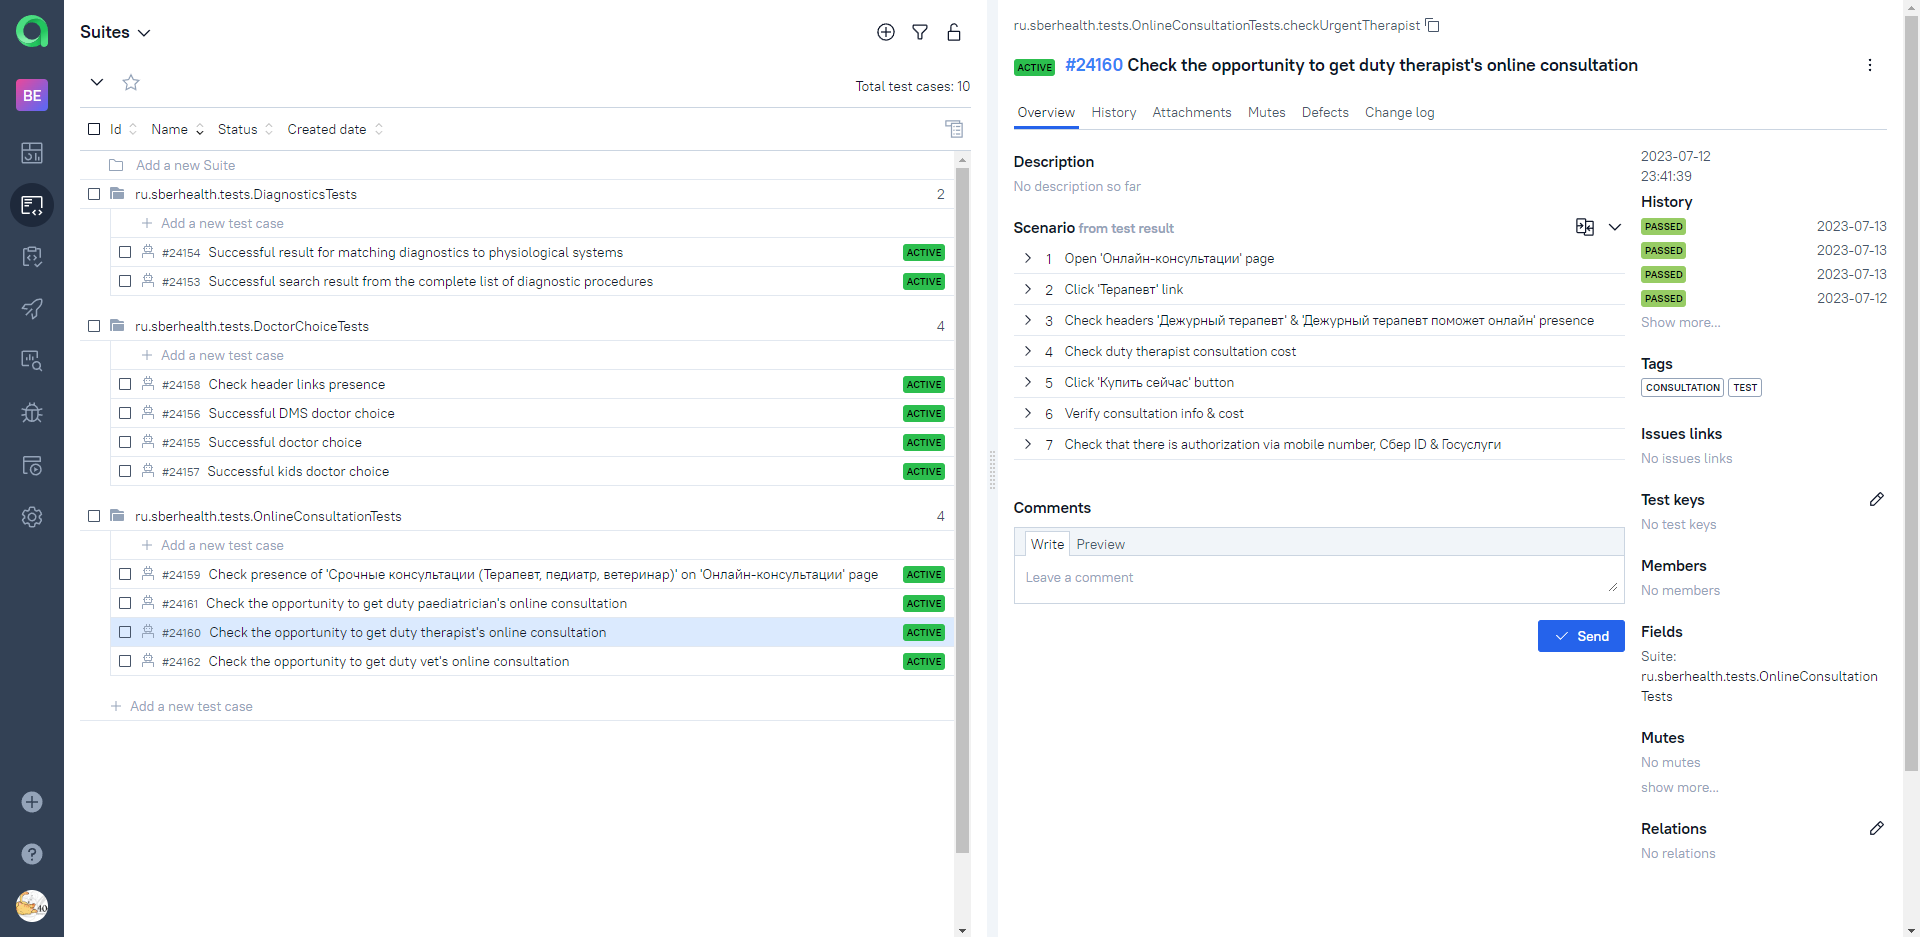 BE
Suites
Total test cases: 10
Id Name Status Created date
Add a new Suite
ru.sberhealth.tests.DiagnosticsTests 2
Add a new test case
#24154 Successful result for matching diagnostics to physiological systems ACTIVE
#24153 Successful search result from the complete list of diagnostic procedures ACTIVE
ru.sberhealth.tests.DoctorChoiceTests 4
Add a new test case
#24158 Check header links presence ACTIVE
#24156 Successful DMS doctor choice ACTIVE
#24155 Successful doctor choice ACTIVE
#24157 Successful kids doctor choice ACTIVE
ru.sberhealth.tests.OnlineConsultationTests 4
Add a new test case
#24159 Check presence of 'Срочные консультации (Терапевт, педиатр, ветеринар)' on 'Онлайн-консультации' page ACTIVE
#24161 Check the opportunity to get duty paediatrician's online consultation ACTIVE
#24160 Check the opportunity to get duty therapist's online consultation ACTIVE
#24162 Check the opportunity to get duty vet's online consultation ACTIVE
Add a new test case
ru.sberhealth.tests.OnlineConsultationTests.checkUrgentTherapist
ACTIVE #24160 Check the opportunity to get duty therapist's online consultation
Overview History Attachments Mutes Defects Change log
Description
No description so far
Scenario from test result
1 Open 'Онлайн-консультации' page
2 Click 'Терапевт' link
3 Check headers 'Дежурный терапевт' & 'Дежурный терапевт поможет онлайн' presence
4 Check duty therapist consultation cost
5 Click 'Купить сейчас' button
6 Verify consultation info & cost
7 Check that there is authorization via mobile number, Сбер ID & Госуслуги
Comments
Write Preview
Leave a comment
Send
2023-07-12
23:41:39
History
PASSED 2023-07-13
PASSED 2023-07-13
PASSED 2023-07-13
PASSED 2023-07-12
Show more...
Tags
CONSULTATION TEST
Issues links
No issues links
Test keys
No test keys
Members
No members
Fields
Suite:
ru.sberhealth.tests.OnlineConsultation
Tests
Mutes
No mutes
show more...
Relations
No relations